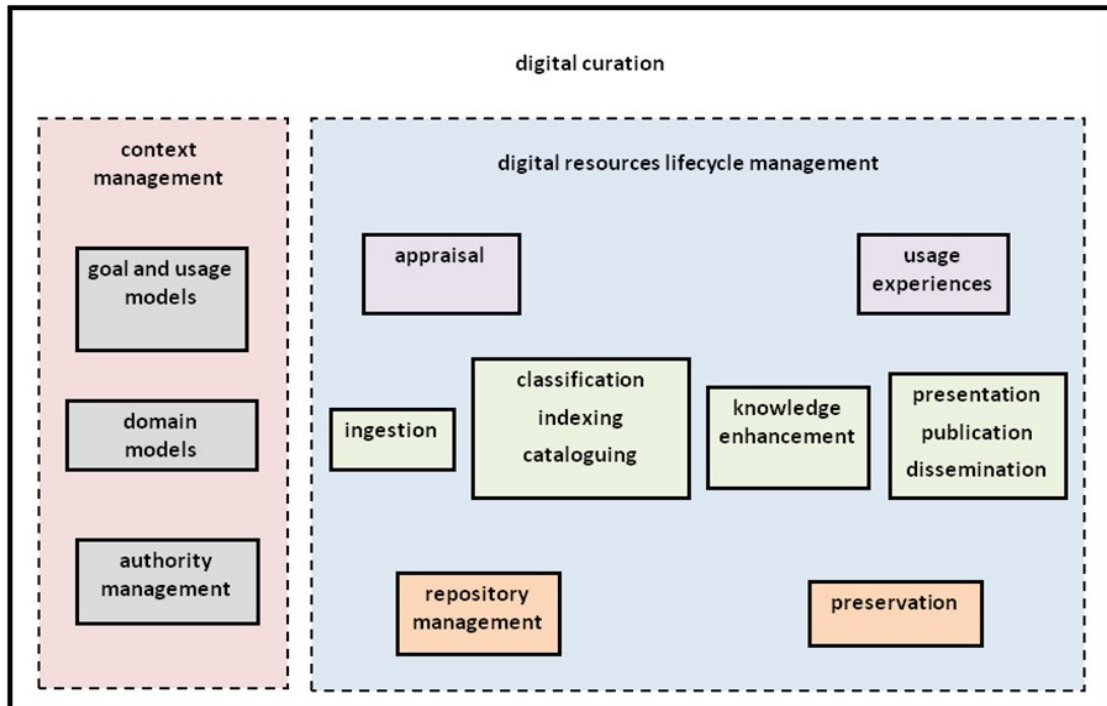 digital curation
context
management
goal and usage
models
domain
models
authority
management
digital resources lifecycle management
appraisal
usage
experiences
ingestion
classification
indexing
cataloguing
knowledge
enhancement
presentation
publication
dissemination
repository
management
preservation